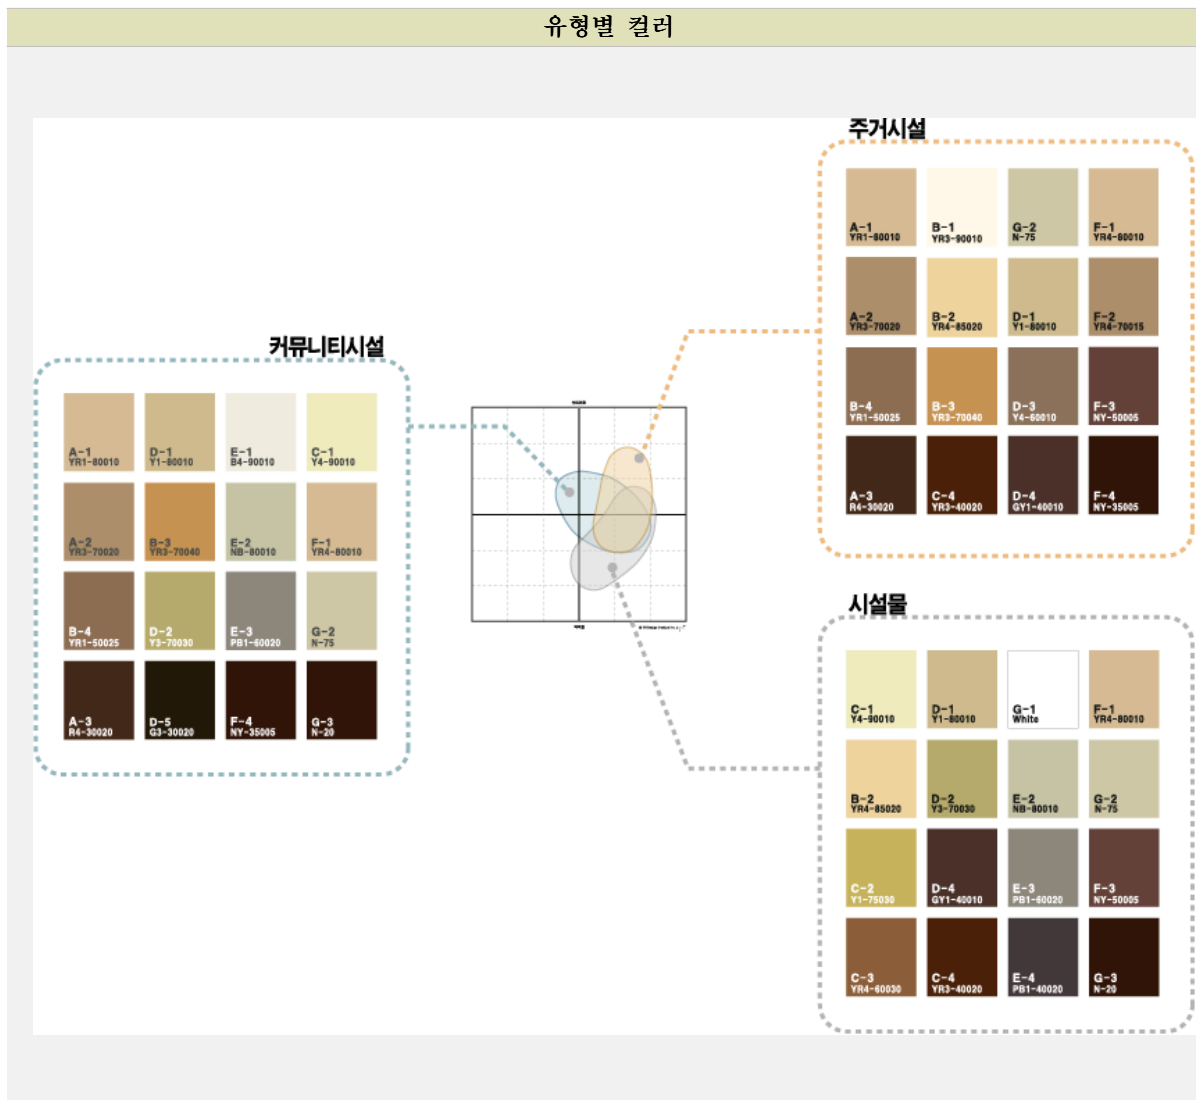 유형별 컬러
주거시설
A-1
YR1-80010
B-1
YR3-90010
G-2
N-75
F-1
YR4-80010
A-2
YR3-70020
B-2
YR4-85020
D-1
Y1-80010
F-2
YR4-70015
B-4
YR1-50025
B-3
YR3-70040
D-3
Y4-60010
F-3
NY-50005
A-3
R4-30020
C-4
YR3-40020
D-4
GY1-40010
F-4
NY-35005
커뮤니티시설
A-1
YR1-80010
D-1
Y1-80010
E-1
B4-90010
C-1
Y4-90010
A-2
YR3-70020
B-3
YR3-70040
E-2
NB-80010
F-1
YR4-80010
B-4
YR1-50025
D-2
Y3-70030
E-3
PB1-60020
G-2
N-75
A-3
R4-30020
D-5
G3-30020
F-4
NY-35005
G-3
N-20
시설물
C-1
Y4-90010
D-1
Y1-80010
G-1
White
F-1
YR4-80010
B-2
YR4-85020
D-2
Y3-70030
E-2
NB-80010
G-2
N-75
C-2
Y1-75030
D-4
GY1-40010
E-3
PB1-60020
F-3
NY-50005
C-3
YR4-60030
C-4
YR3-40020
E-4
PB1-40020
G-3
N-20